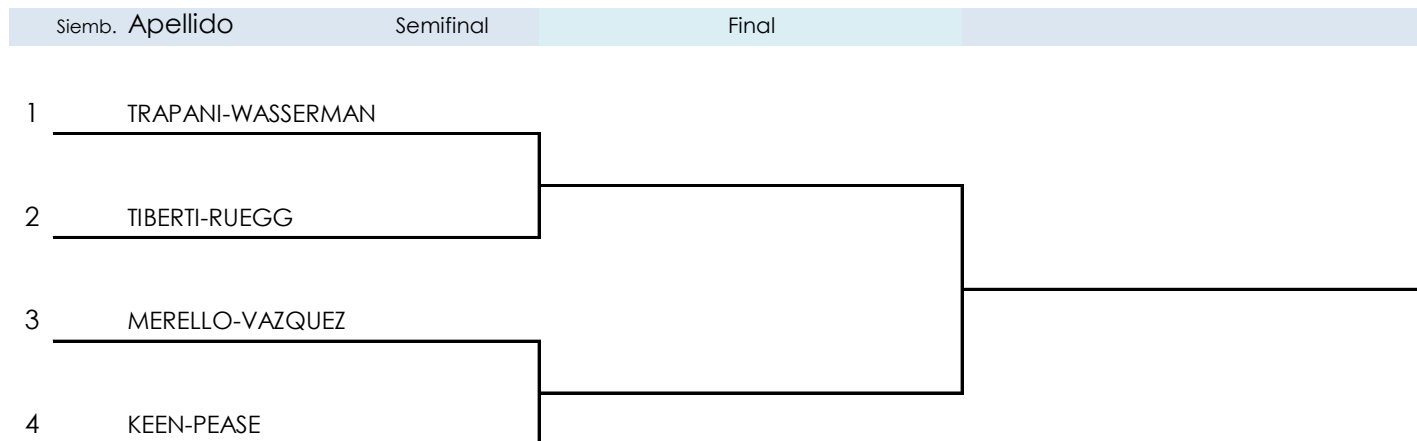 Siemb. Apellido Semifinal Final
1 TRAPANI-WASSERMAN
2 TIBERTI-RUEGG
3 MERELLO-VAZQUEZ
4 KEEN-PEASE